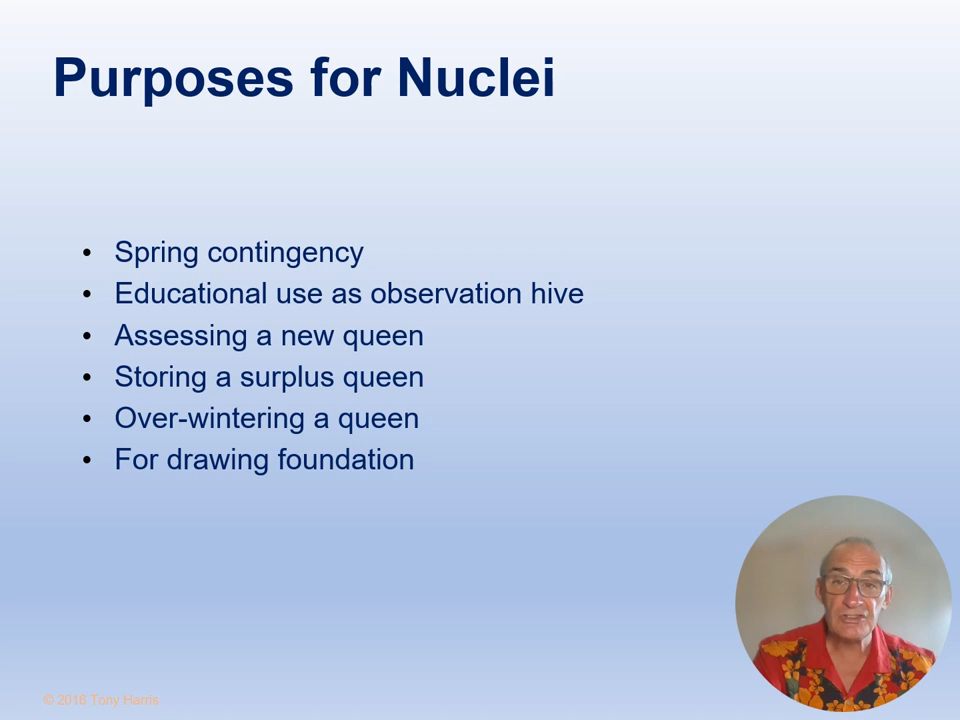 Purposes for Nuclei
• Spring contingency
• Educational use as observation hive
• Assessing a new queen
• Storing a surplus queen
• Over-wintering a queen
• For drawing foundation
© 2016 Tony Harris